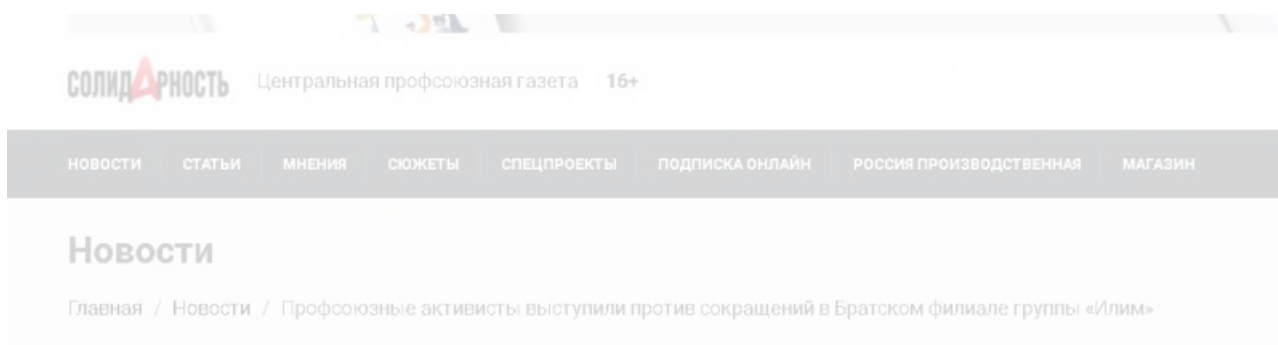 СОЛИДАРНОСТЬ Центральная профсоюзная газета 16+
НОВОСТИ СТАТЬИ МНЕНИЯ СЮЖЕТЫ СПЕЦПРОЕКТЫ ПОДПИСКА ОНЛАЙН РОССИЯ ПРОИЗВОДСТВЕННАЯ МАГАЗИН
Новости
Главная / Новости / Профсоюзные активисты выступили против сокращений в Братском филиале группы «Илим»